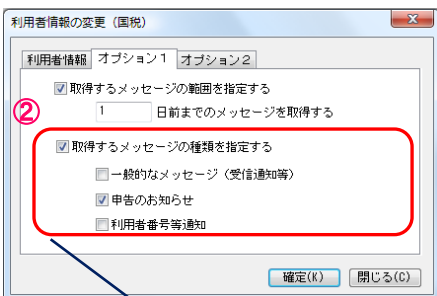 利用者情報の変更（国税）
利用者情報 オプション１ オプション２
取得するメッセージの範囲を指定する
②
1 日前までのメッセージを取得する
取得するメッセージの種類を指定する
一般的なメッセージ（受信通知等）
申告のお知らせ
利用者番号等通知
確定(K) 閉じる(C)